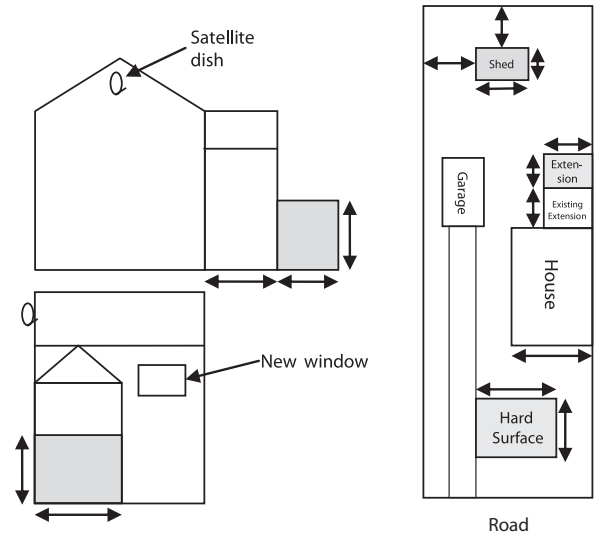 Satellite
dish
New window
Shed
Exten-
sion
Garage
Existing
Extension
House
Hard
Surface
Road